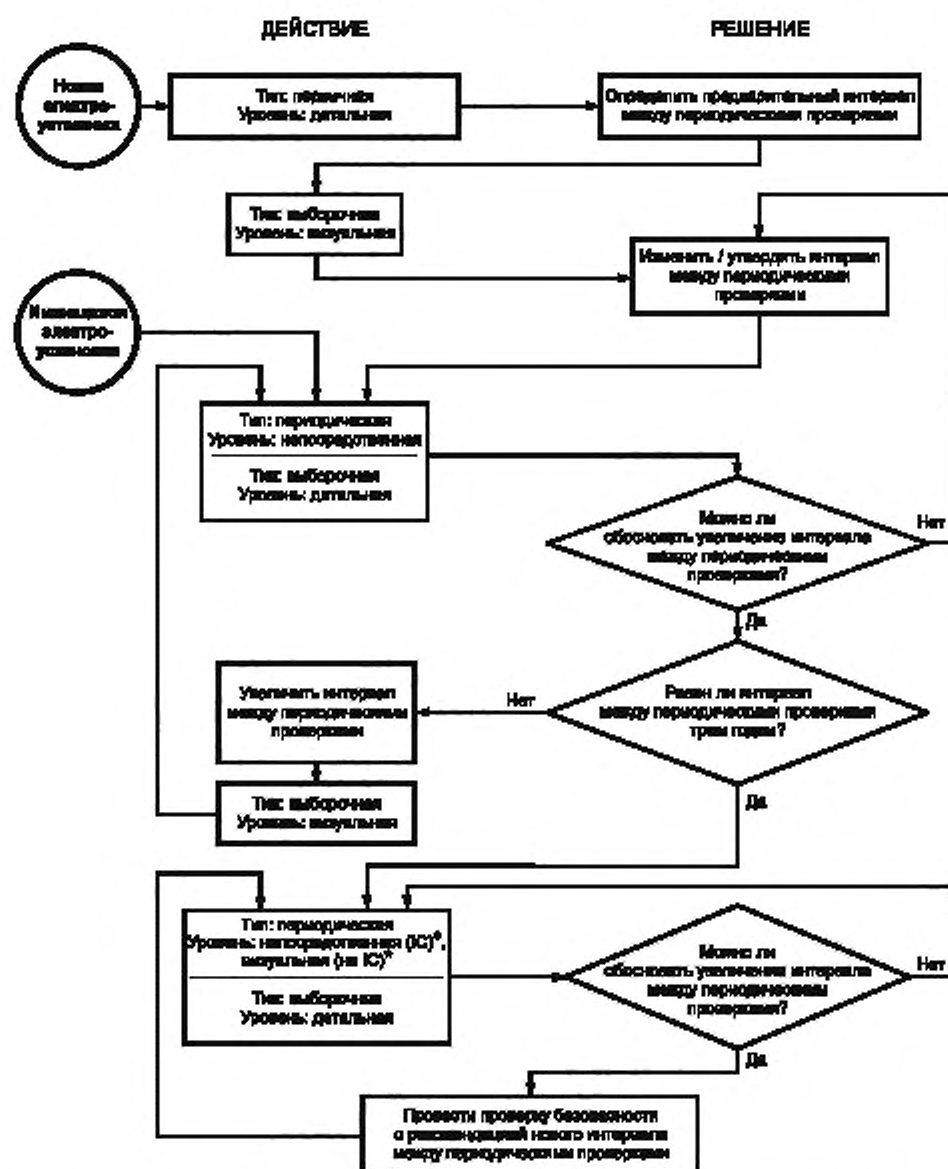 ДЕЙСТВИЕ
РЕШЕНИЕ
Новая
электро-
установка
Тип: первичная
Уровень: детальная
Определить предварительный интервал
между периодическими проверками
Тип: выборочная
Уровень: визуальная
Изменить / утвердить интервал
между периодическими
проверками
Имеющаяся
электро-
установка
Тип: периодическая
Уровень: непосредственная
Тип: выборочная
Уровень: детальная
Можно ли
обосновать увеличение интервала
между периодическими
проверками?
Нет
Да
Равен ли интервал
между периодическими проверками
трем годам?
Нет
Да
Увеличить интервал
между периодическими
проверками
Тип: выборочная
Уровень: визуальная
Тип: периодическая
Уровень: непосредственная (IC)*,
визуальная (не IC)*
Тип: выборочная
Уровень: детальная
Можно ли
обосновать увеличения интервала
между периодическими
проверками?
Нет
Да
Провести проверку безопасности
с рекомендацией нового интервала
между периодическими проверками